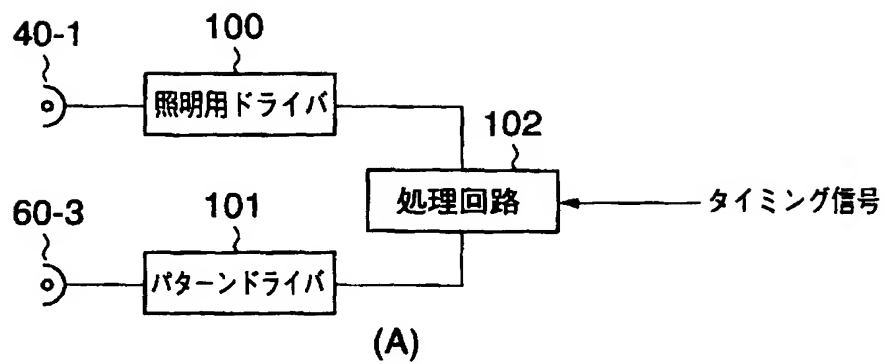 40-1
100
照明用ドライバ
102
処理回路
タイミング信号
60-3
101
パターンドライバ
(A)